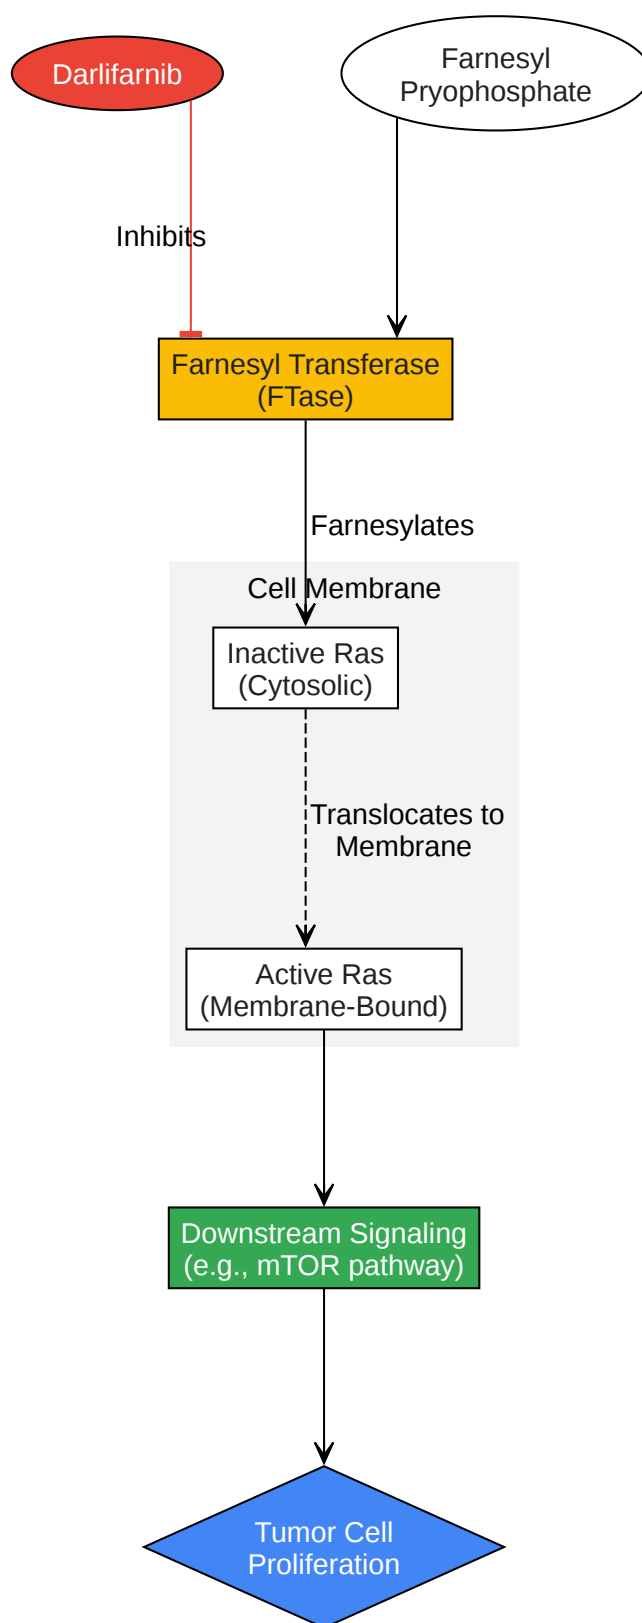 Darlifarnib
Farnesyl
Pryophosphate
Inhibits
Farnesyl Transferase
(FTase)
Farnesylates
Cell Membrane
Inactive Ras
(Cytosolic)
Translocates to
Membrane
Active Ras
(Membrane-Bound)
Downstream Signaling
(e.g., mTOR pathway)
Tumor Cell
Proliferation